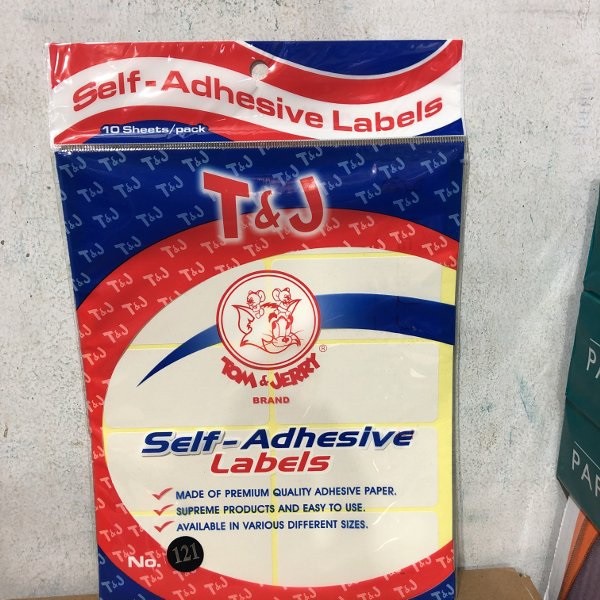 Self-Adhesive Labels
10 Sheets/pack
T&J
TOM & JERRY
®
BRAND
Self-Adhesive
Labels
MADE OF PREMIUM QUALITY ADHESIVE PAPER.
SUPREME PRODUCTS AND EASY TO USE.
AVAILABLE IN VARIOUS DIFFERENT SIZES.
No. 121